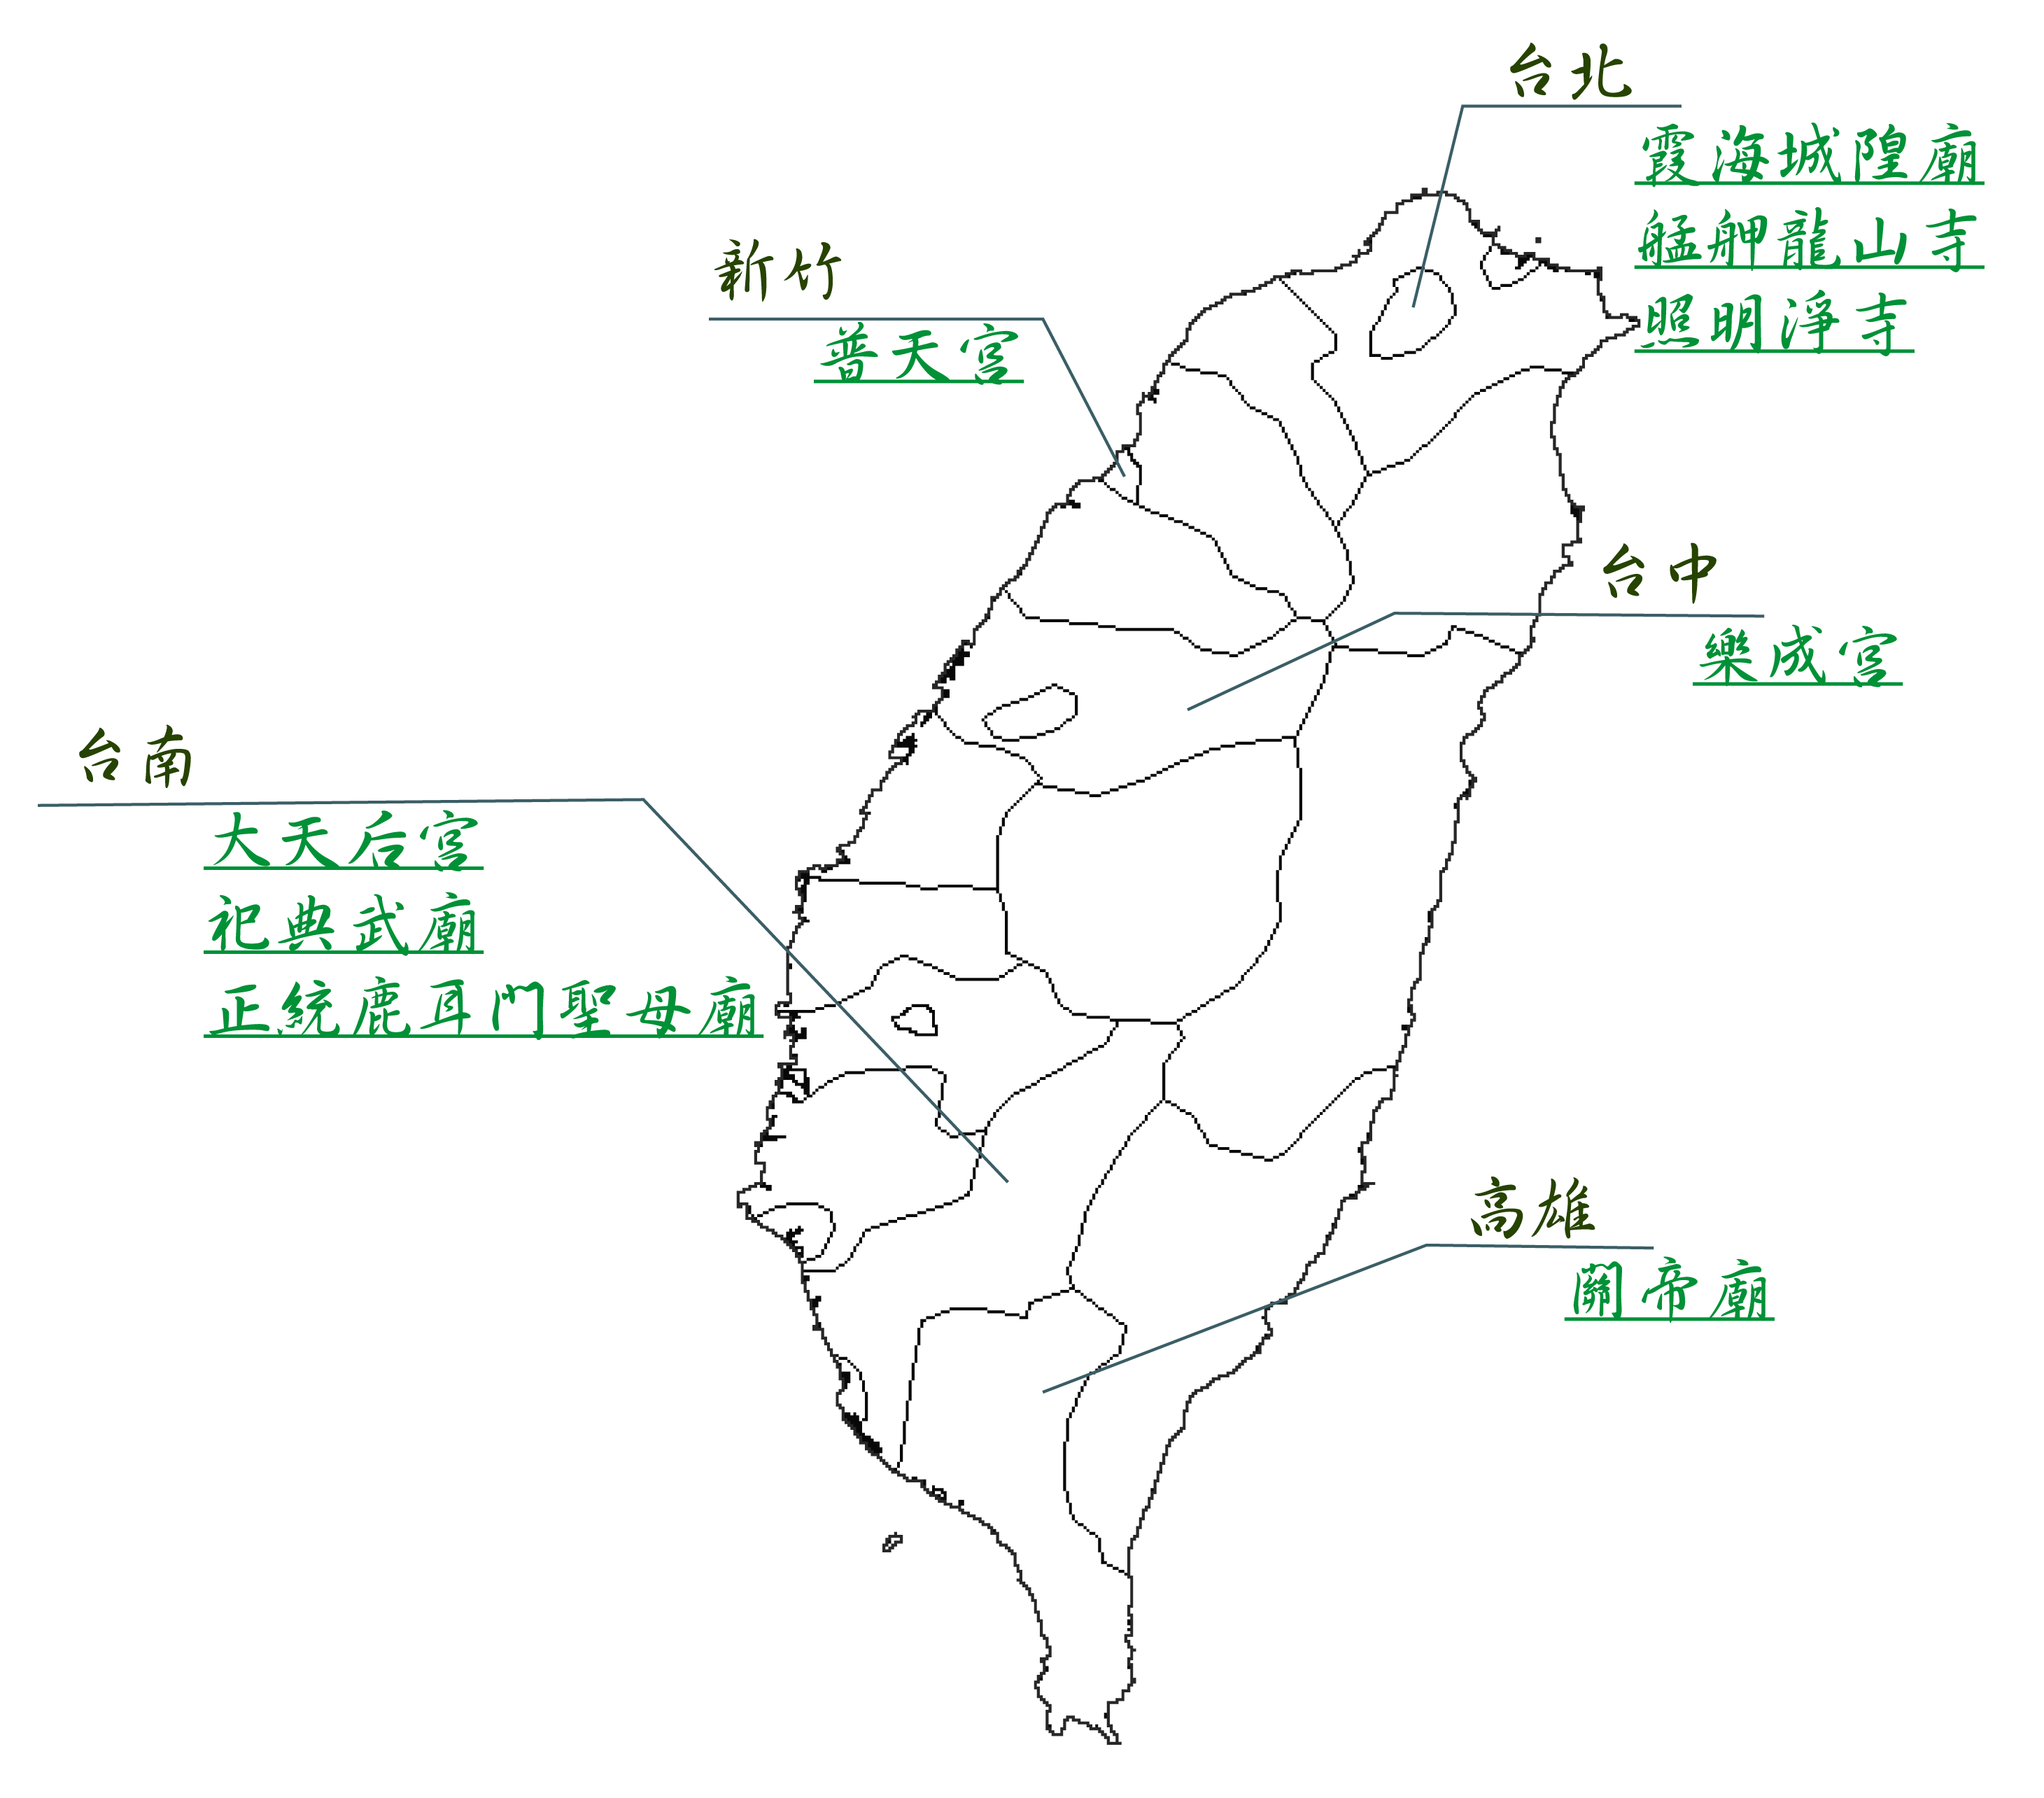 台北
霞海城隍廟
艋舺龍山寺
照明淨寺
新竹
普天宮
台中
樂成宮
台南
大天后宮
祀典武廟
正統鹿耳門聖母廟
高雄
關帝廟